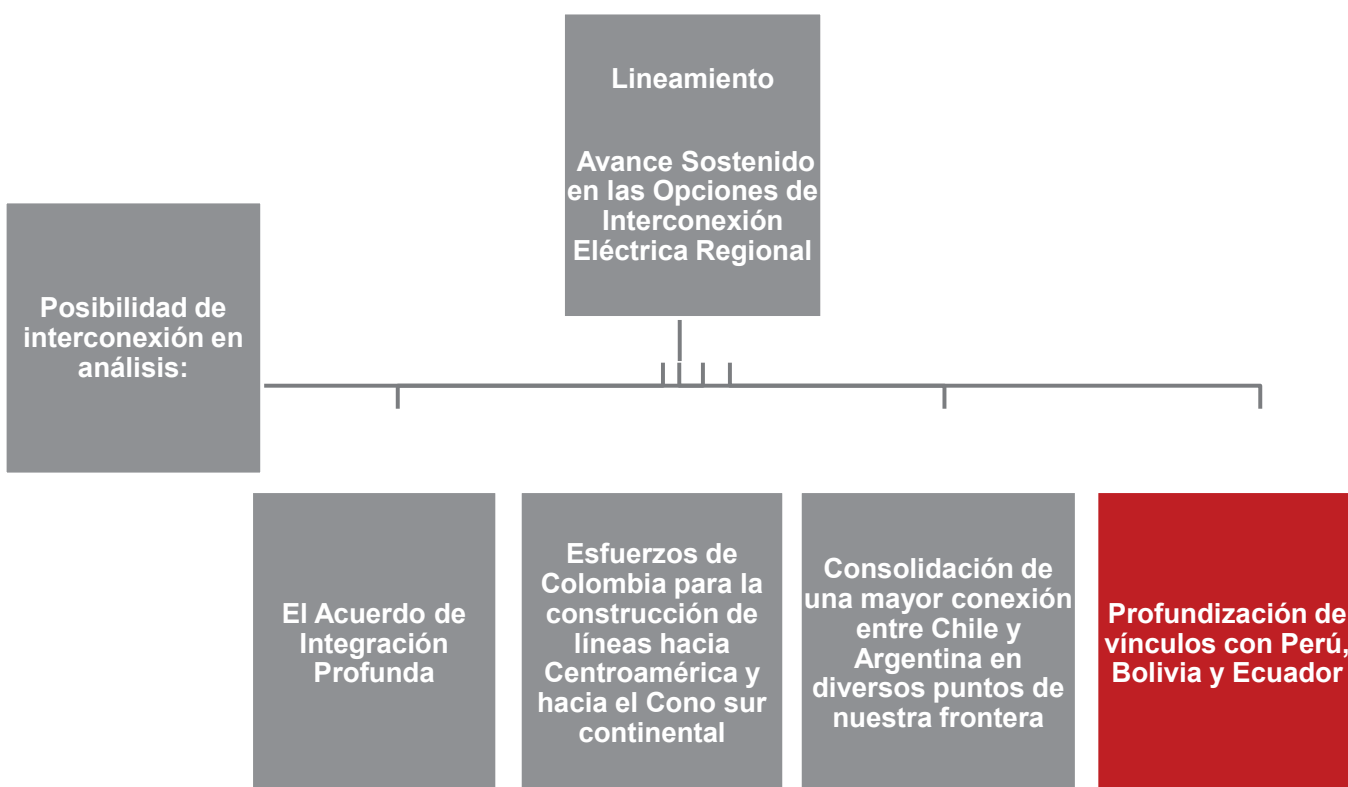 Lineamiento
Avance Sostenido
en las Opciones de
Interconexión
Eléctrica Regional
Posibilidad de
interconexión en
análisis:
El Acuerdo de
Integración
Profunda
Esfuerzos de
Colombia para la
construcción de
líneas hacia
Centroamérica y
hacia el Cono sur
continental
Consolidación de
una mayor conexión
entre Chile y
Argentina en
diversos puntos de
nuestra frontera
Profundización de
vínculos con Perú,
Bolivia y Ecuador